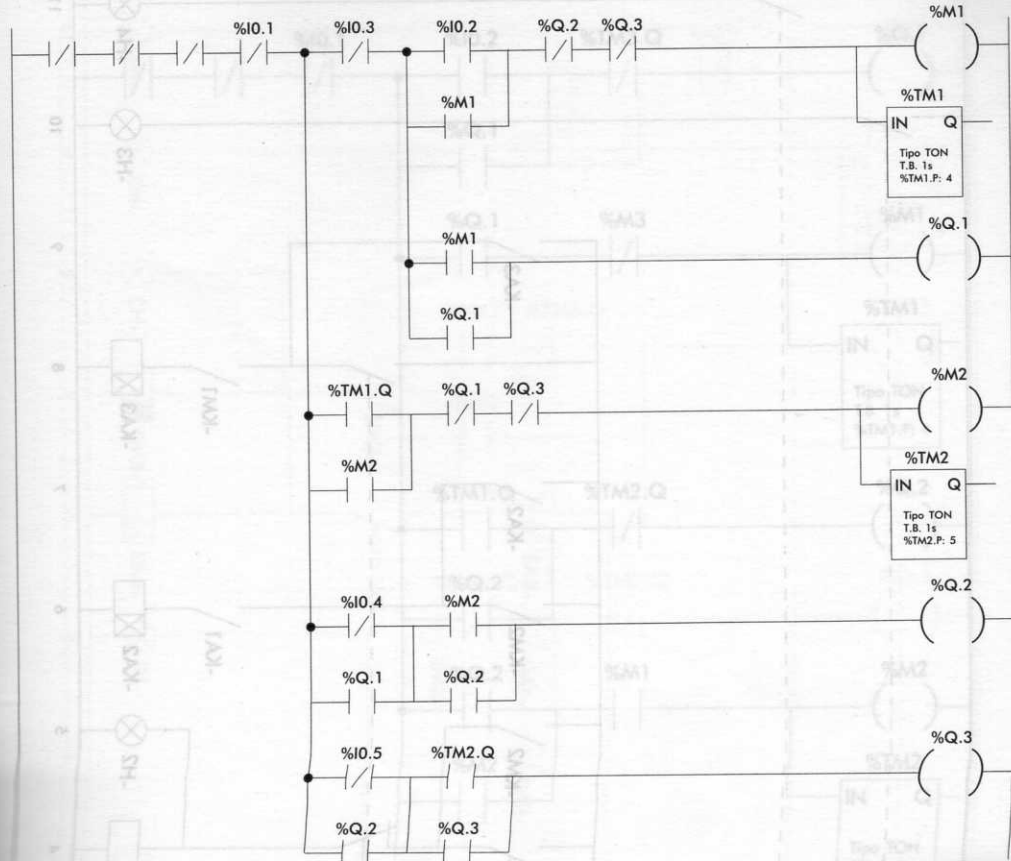 %M1
%I0.1 %I0.3 %I0.2 %Q.2 %Q.3
%M1
%TM1
IN Q
Tipo TON
T.B. 1s
%TM1.P: 4
%M1
%Q.1
%Q.1
%TM1.Q %Q.1 %Q.3
%M2
%M2
%TM2
IN Q
Tipo TON
T.B. 1s
%TM2.P: 5
%Q.2
%I0.4 %M2
%Q.1 %Q.2
%I0.5 %TM2.Q
%Q.3
%Q.2 %Q.3